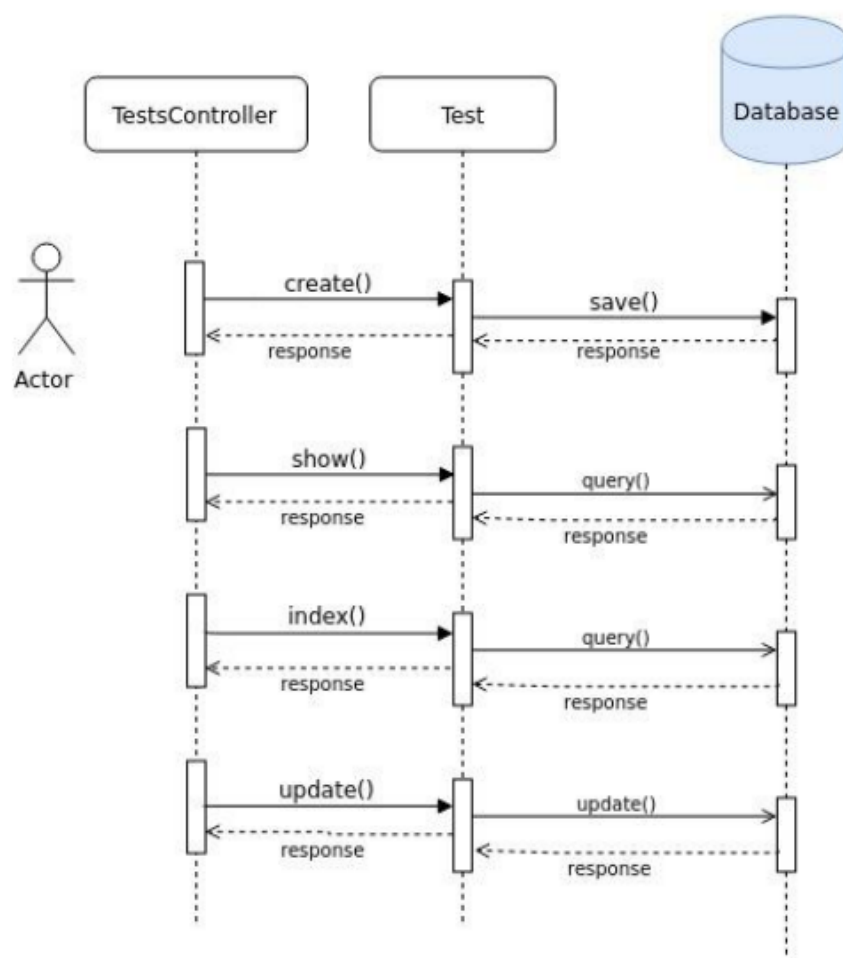 TestsController
Test
Database
Actor
create()
save()
response
response
show()
query()
response
response
index()
query()
response
response
update()
update()
response
response